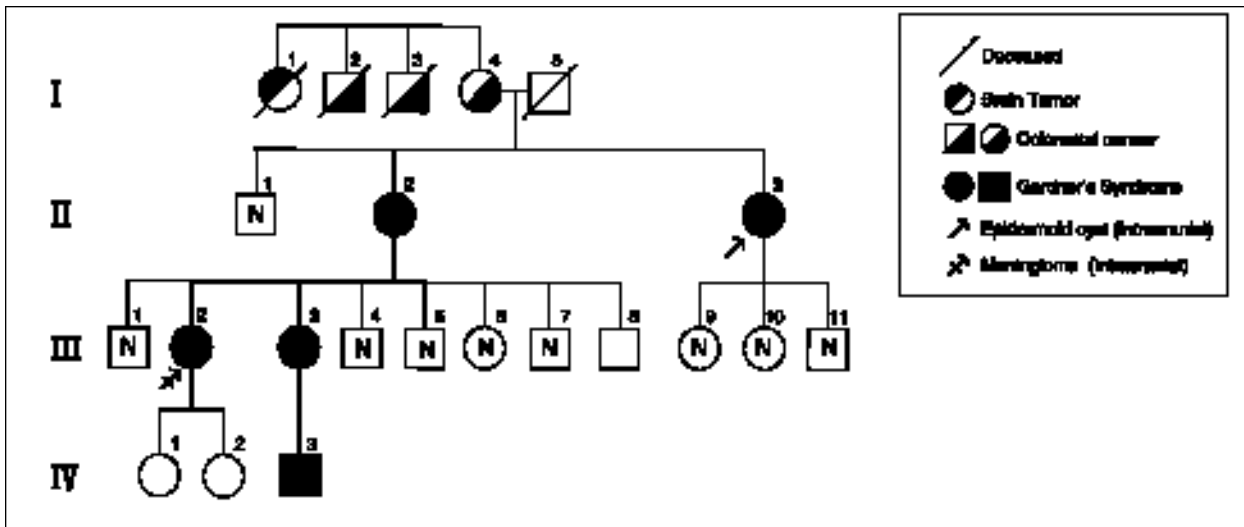 1 2 3 4 5
I
Deceased
Brain Tumor
Colorectal cancer
1 2 3
II
N
Gardner's Syndrome
Epidermoid cyst (Intracranial)
Meningioma (Intracranial)
1 2 3 4 5 6 7 8 9 10 11
III
N N N N N N N N
1 2 3
IV